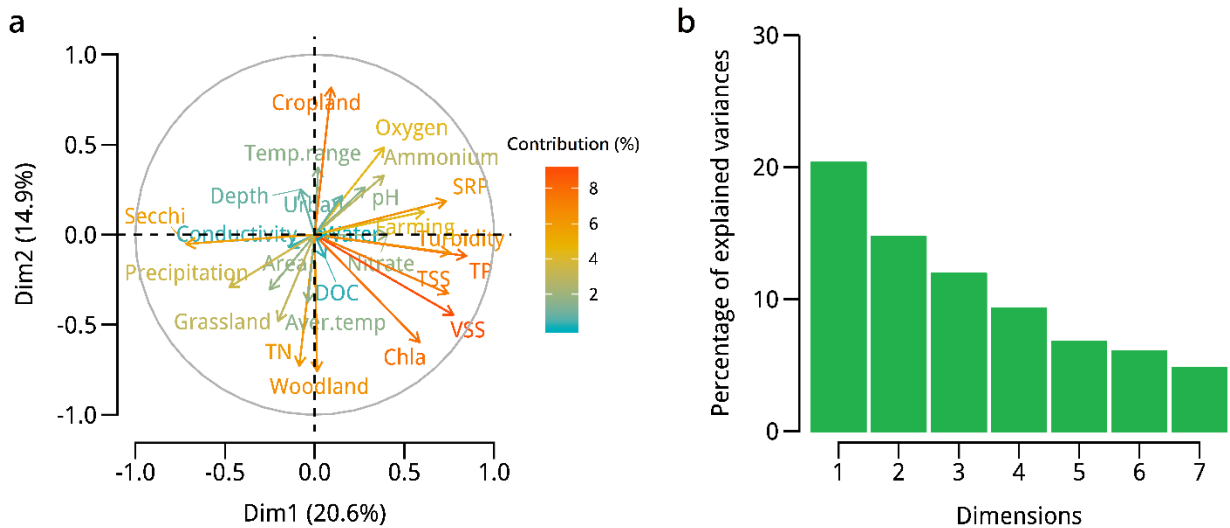 a
1.0
0.5
0.0
-0.5
-1.0
Dim2 (14.9%)
Cropland
Oxygen
Temp.range
Ammonium
Depth
Urban
pH
SRP
Secchi
Conductivity
Water
Farming
Turbidity
Precipitation
Area
Nitrate
TP
DOC
TSS
Grassland
Aver.temp
VSS
TN
Chla
Woodland
-1.0 -0.5 0.0 0.5 1.0
Dim1 (20.6%)
Contribution (%)
8
6
4
2
b
30
20
10
0
Percentage of explained variances
1 2 3 4 5 6 7
Dimensions